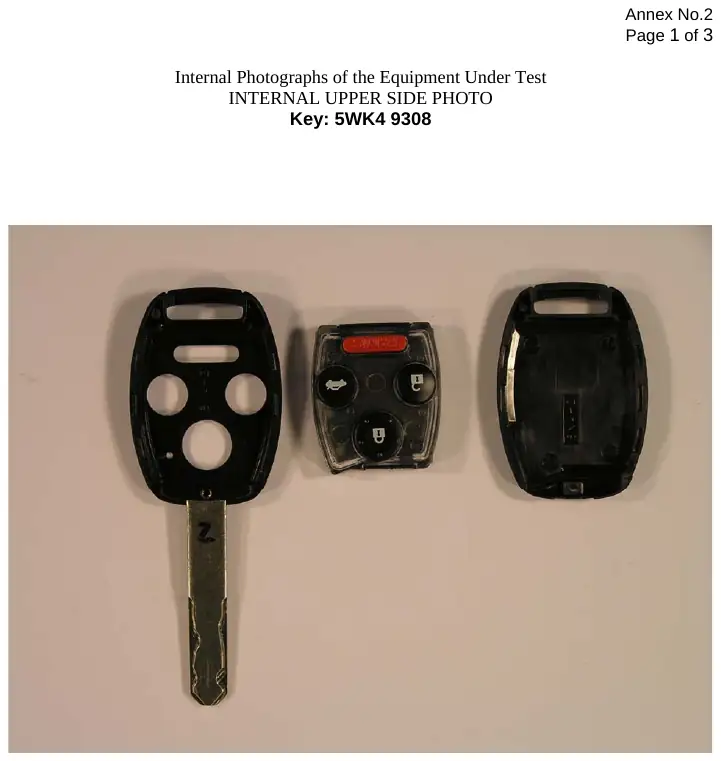 Annex No.2
Page 1 of 3
Internal Photographs of the Equipment Under Test
INTERNAL UPPER SIDE PHOTO
Key: 5WK4 9308
2